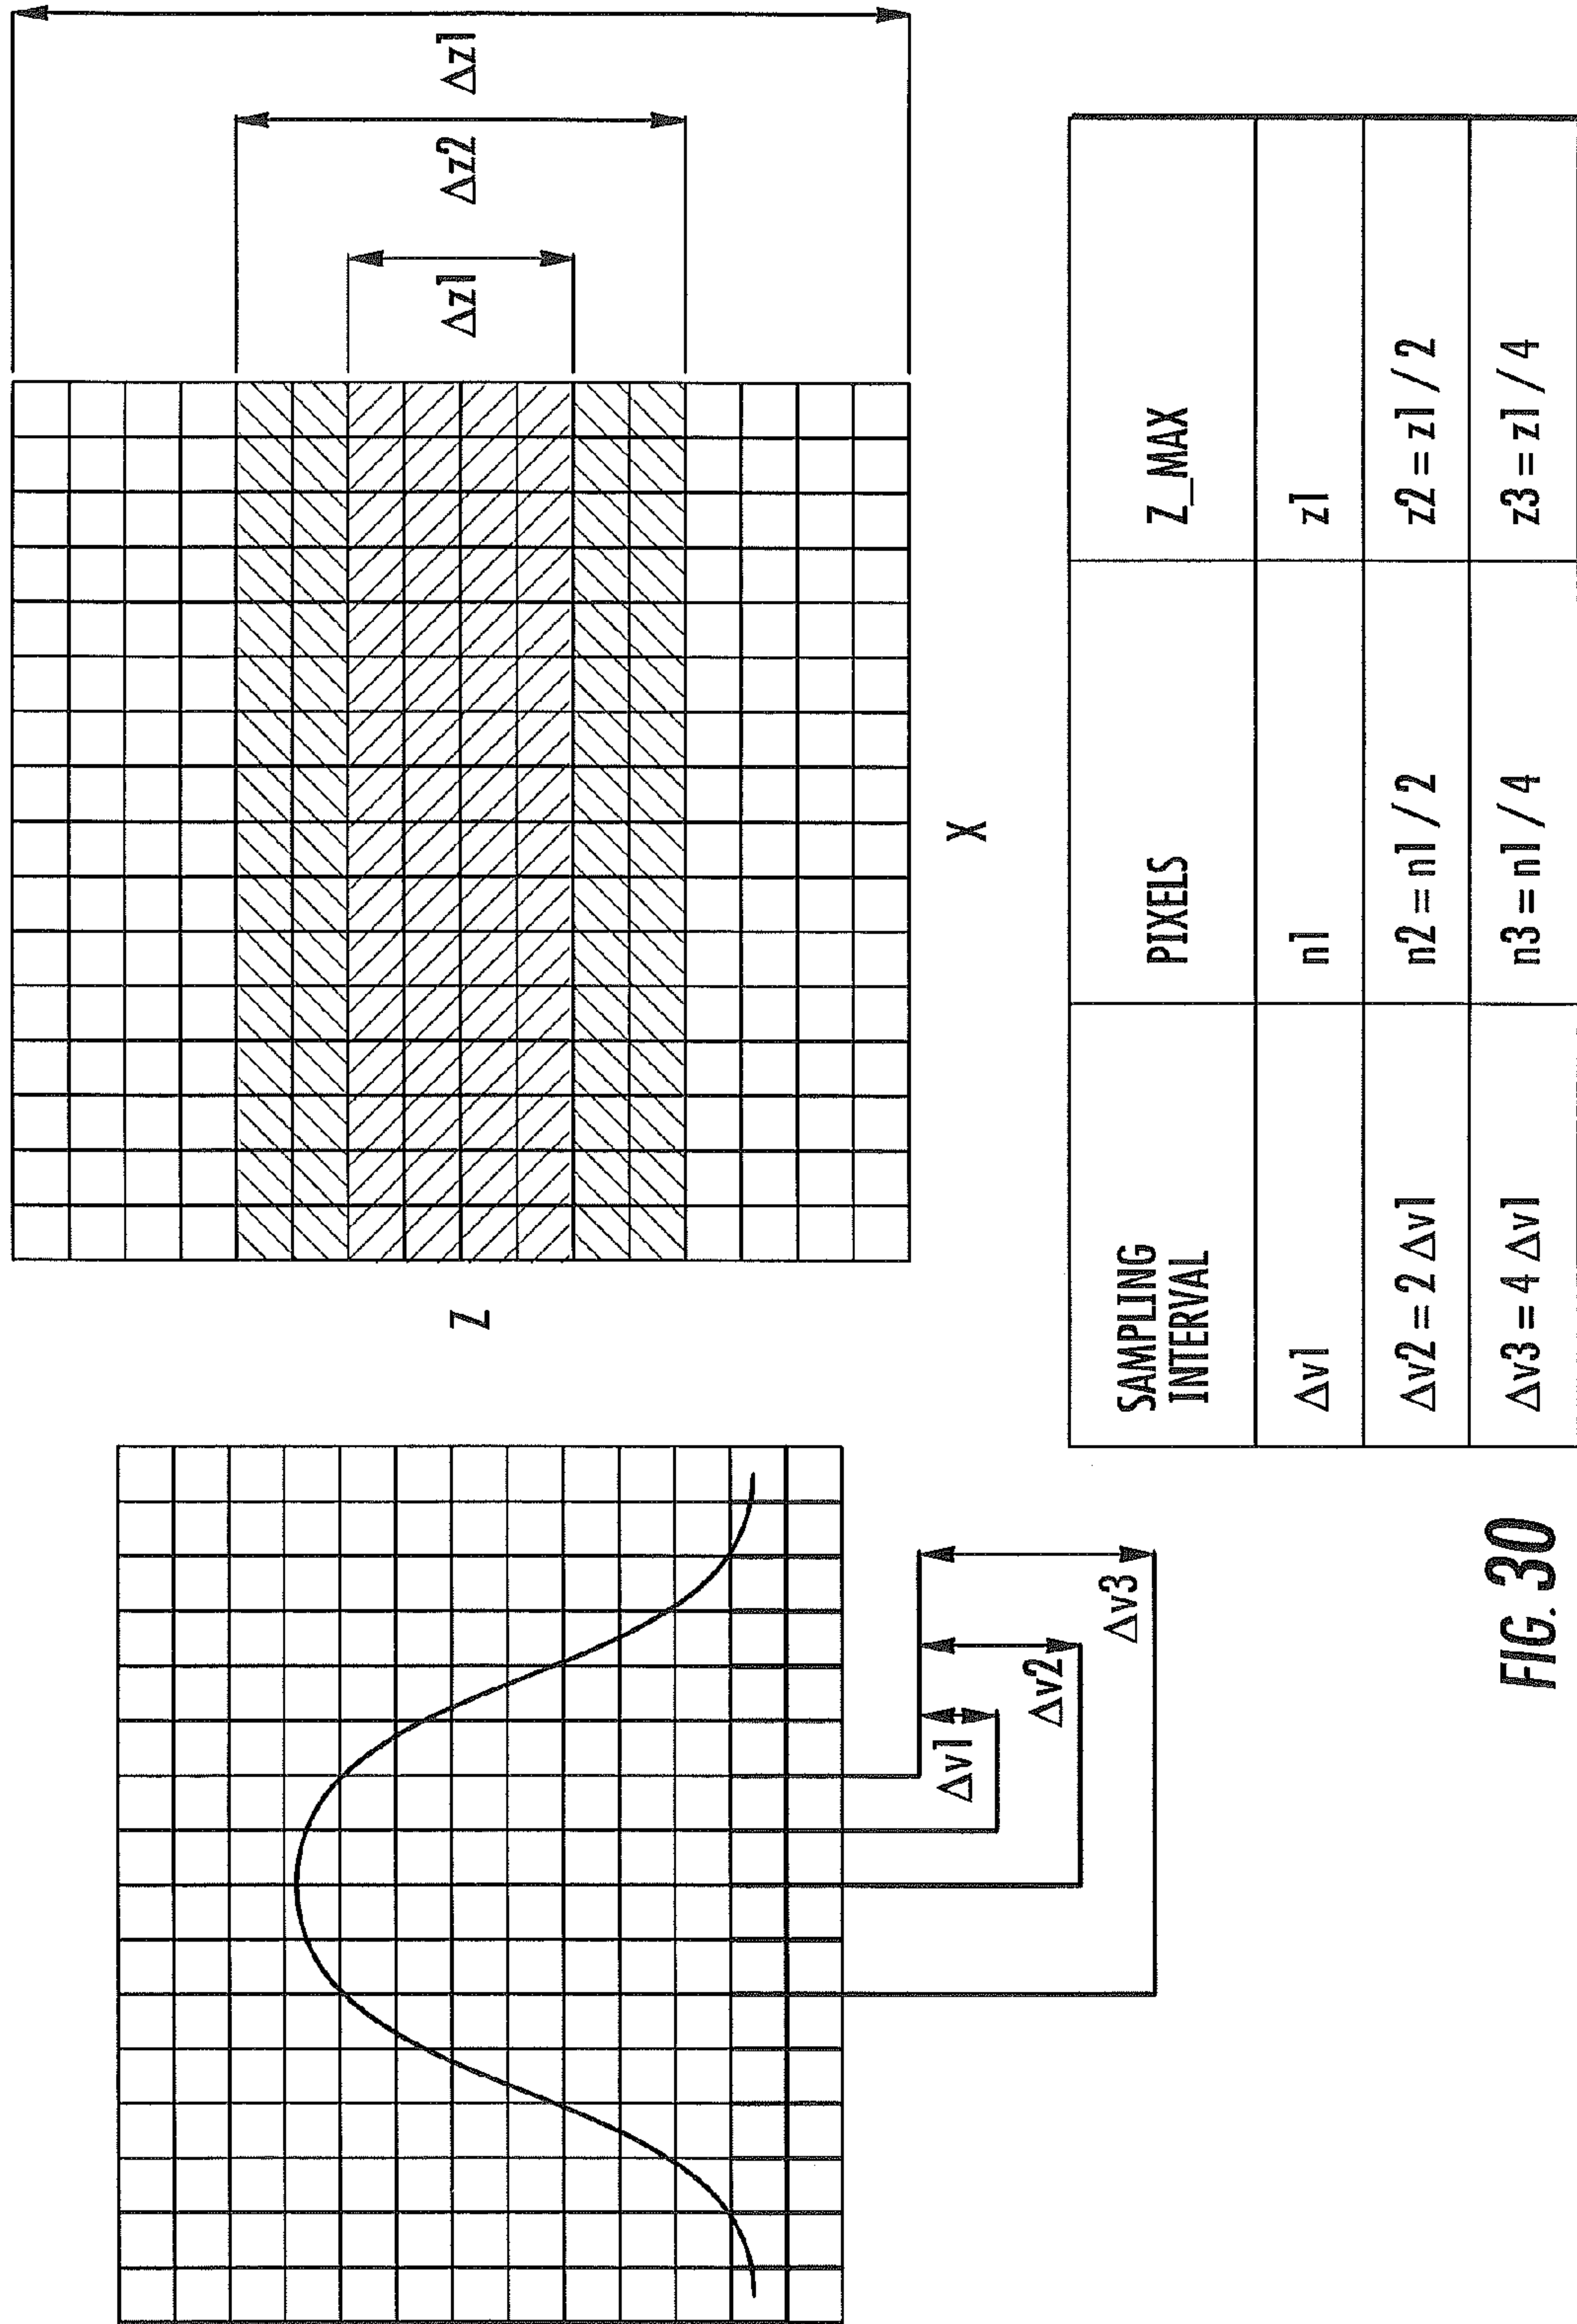 Δz1
Δz2
Δz1
Z
X
Δv1
Δv2
Δv3
SAMPLING INTERVAL
PIXELS
Z_MAX
Δv1
n1
z1
Δv2 = 2 Δv1
n2 = n1 / 2
z2 = z1 / 2
Δv3 = 4 Δv1
n3 = n1 / 4
z3 = z1 / 4
FIG. 30